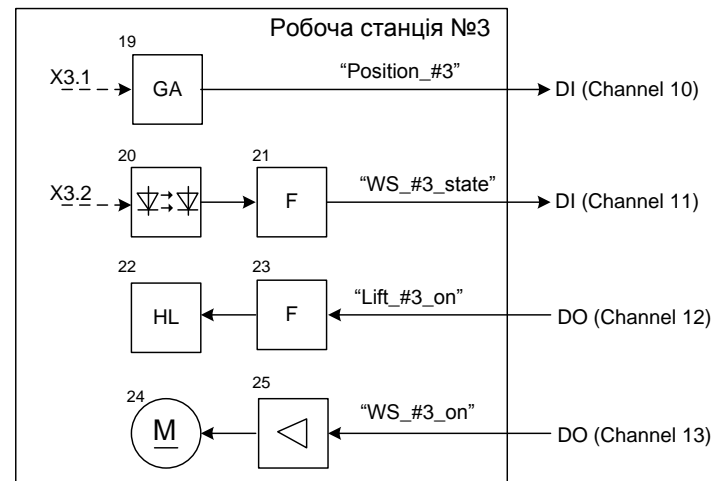 Робоча станція №3
19
X3.1
GA
“Position_#3”
DI (Channel 10)
20
21
X3.2
F
“WS_#3_state”
DI (Channel 11)
22
23
HL
F
“Lift_#3_on”
DO (Channel 12)
24
25
M
“WS_#3_on”
DO (Channel 13)